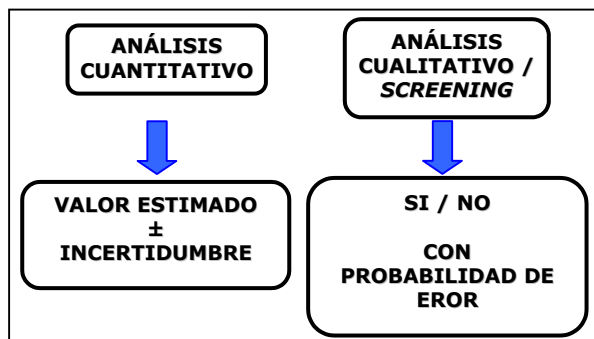 ANÁLISIS
CUANTITATIVO
ANÁLISIS
CUALITATIVO /
SCREENING
VALOR ESTIMADO
±
INCERTIDUMBRE
SI / NO
CON
PROBABILIDAD DE
EROR